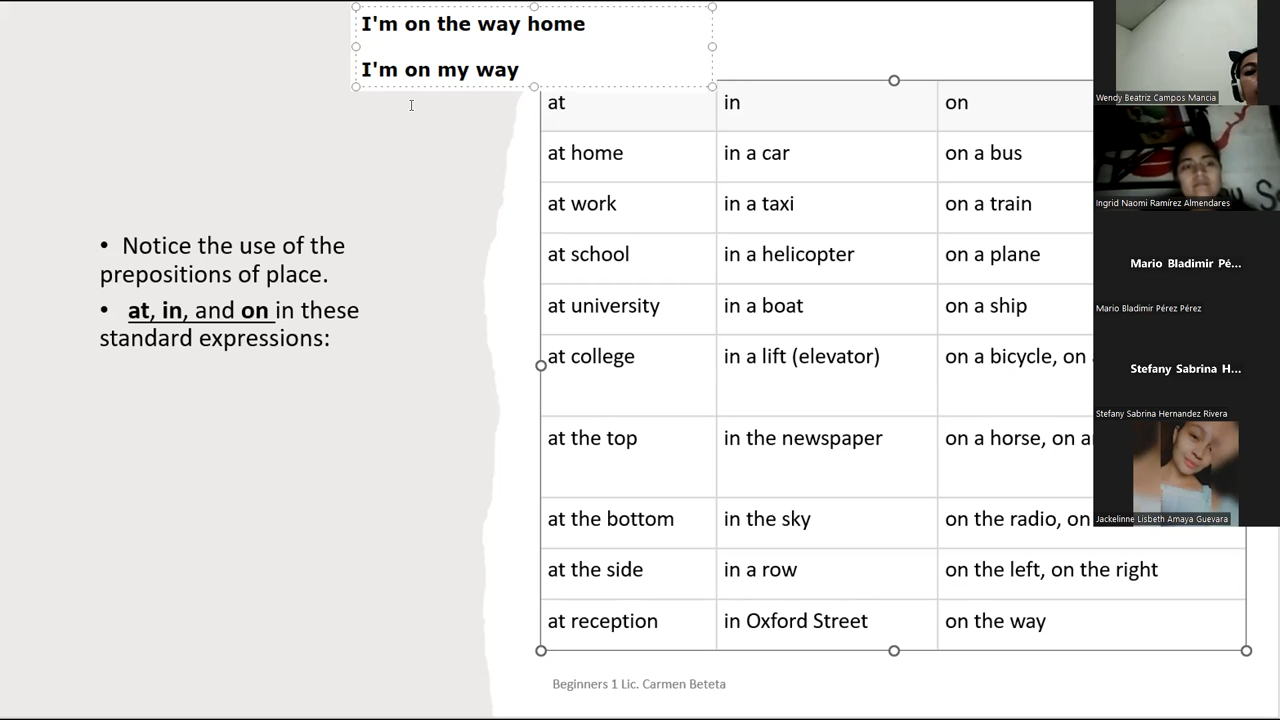 I'm on the way home
I'm on my way
• Notice the use of the
prepositions of place.
• at, in, and on in these
standard expressions:
at in on
at home in a car on a bus
at work in a taxi on a train
at school in a helicopter on a plane
at university in a boat on a ship
at college in a lift (elevator) on a bicycle, on
at the top in the newspaper on a horse, on
at the bottom in the sky on the radio, on
at the side in a row on the left, on the right
at reception in Oxford Street on the way
Beginners 1 Lic. Carmen Beteta
Wendy Beatriz Campos Mancia
Ingrid Naomi Ramírez Almendares
Mario Bladimir Pé...
Mario Bladimir Pérez Pérez
Stefany Sabrina H...
Stefany Sabrina Hernandez Rivera
Jackelinne Lisbeth Amaya Guevara